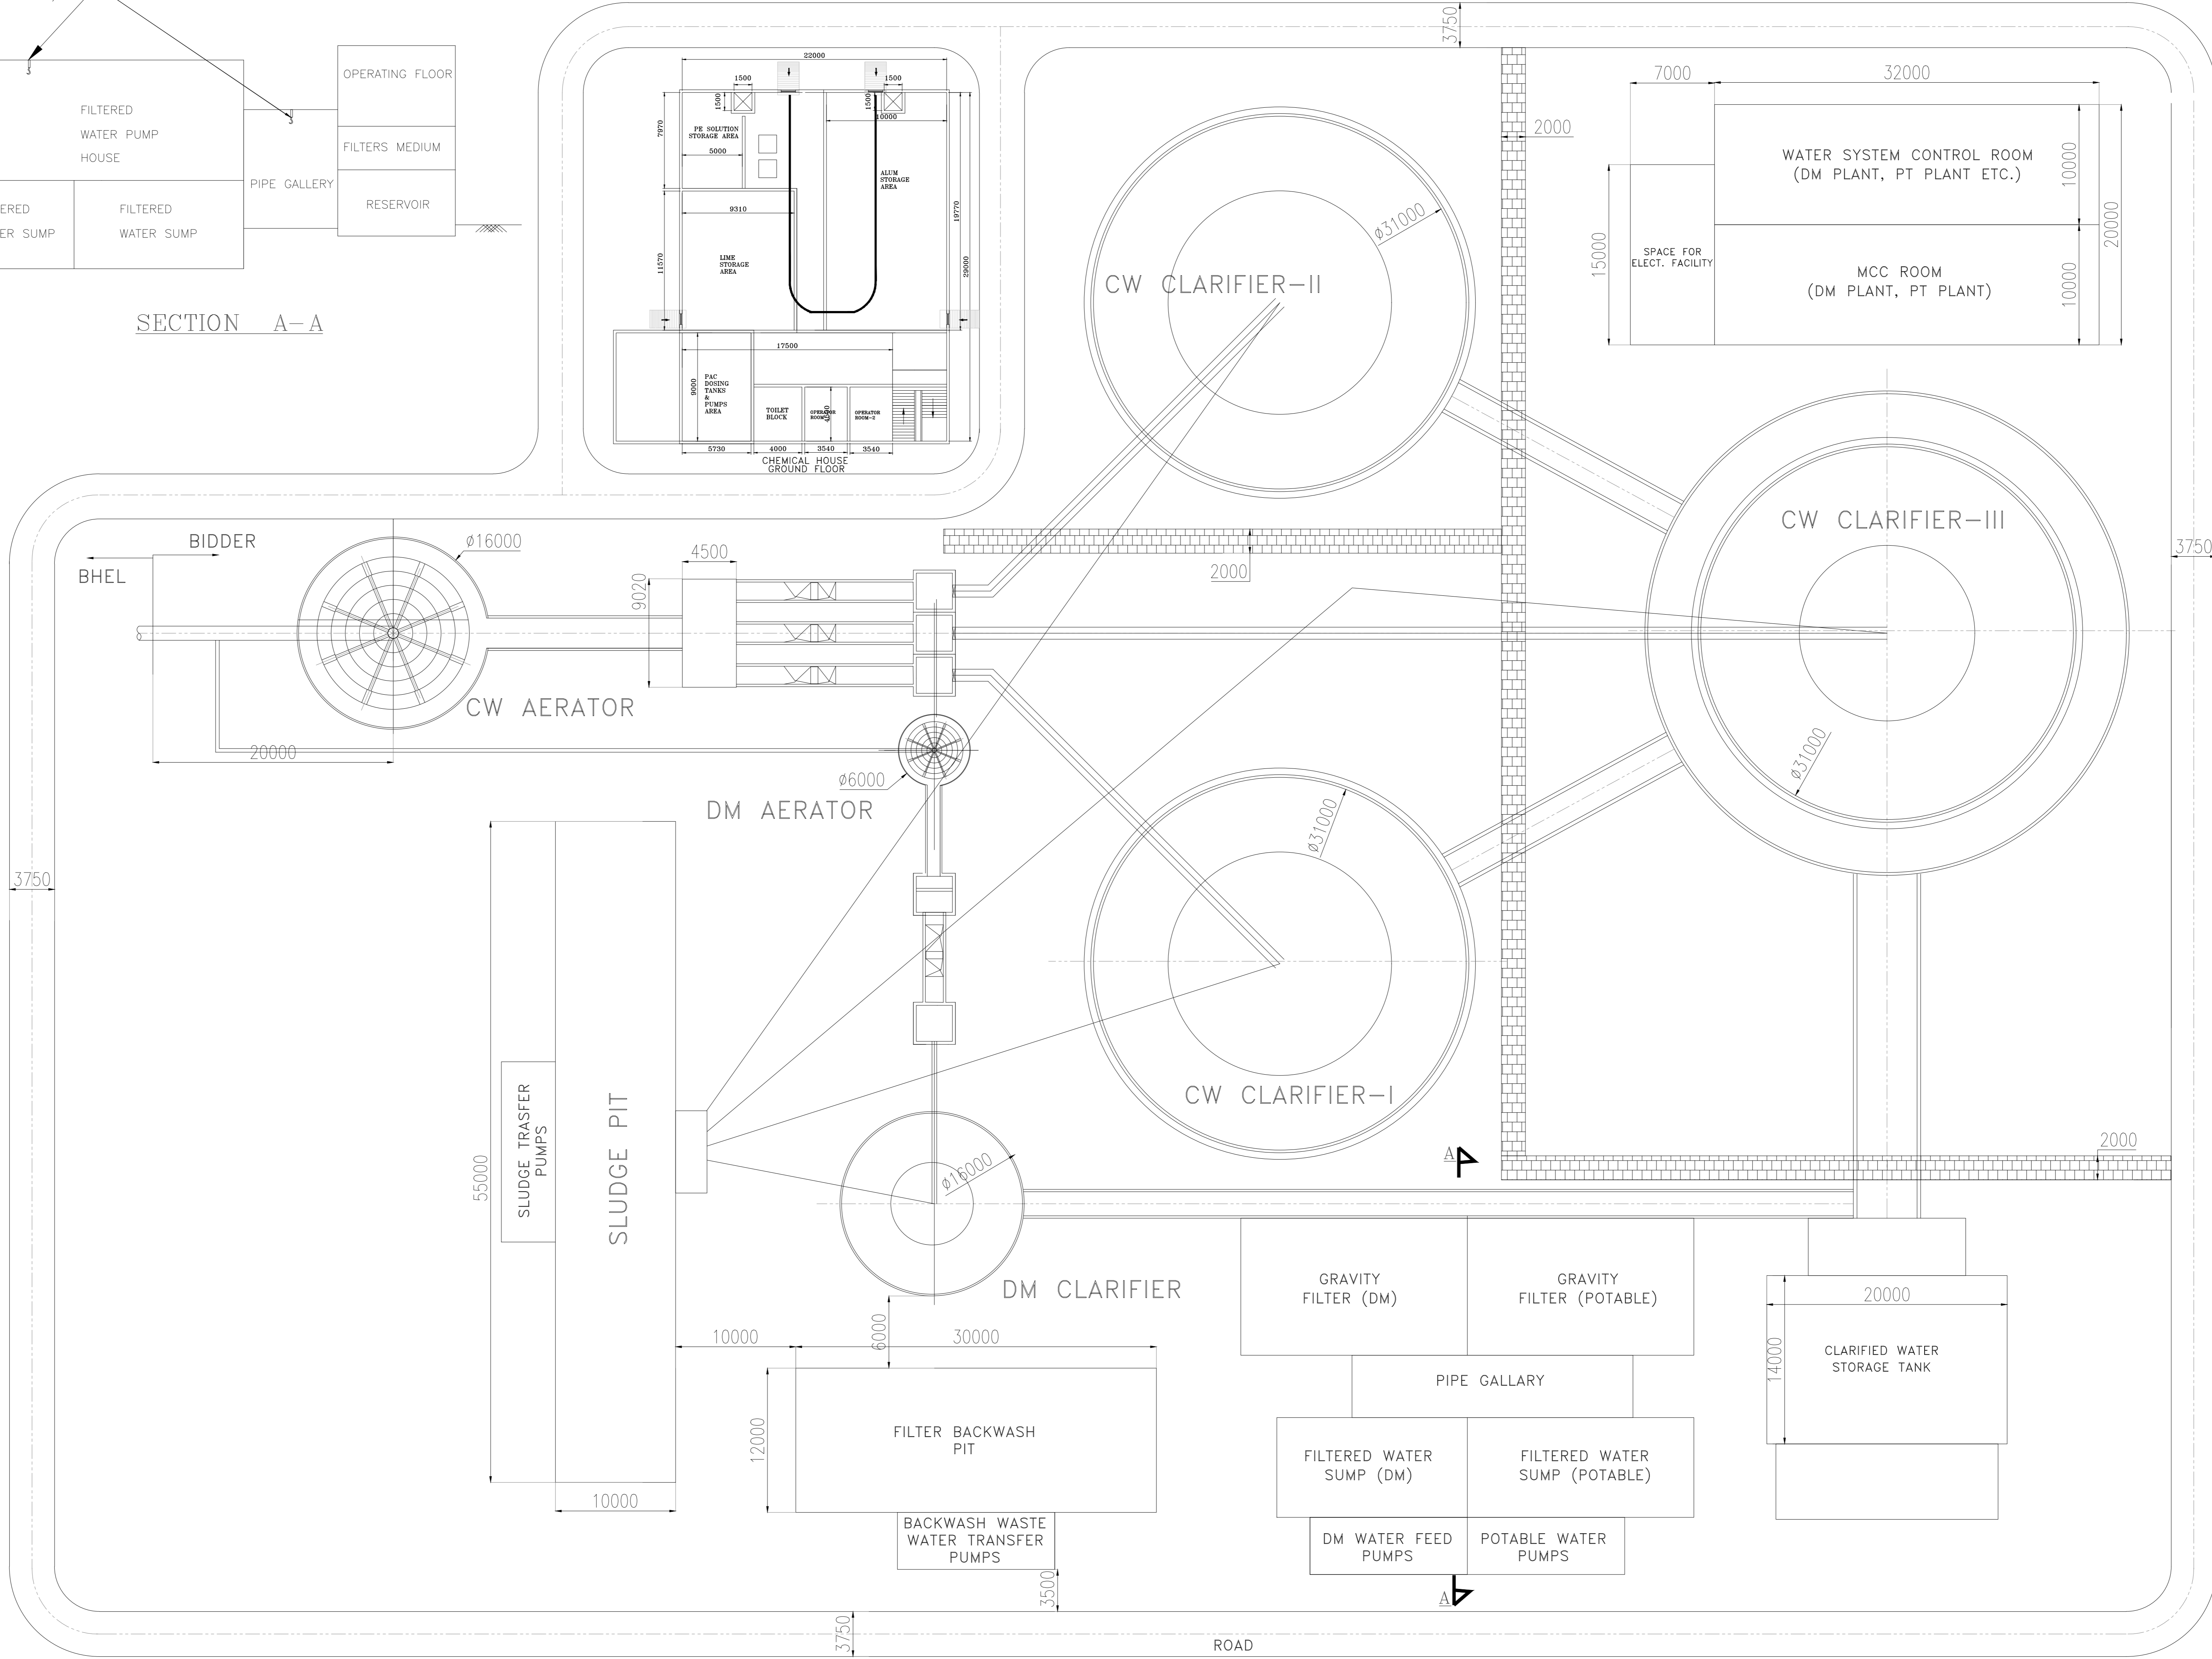 OPERATING FLOOR
FILTERED
WATER PUMP
HOUSE
FILTERS MEDIUM
PIPE GALLERY
RESERVOIR
ERED
ER SUMP
FILTERED
WATER SUMP
SECTION A-A
22000
1500
1500
1500
1500
10000
7970
PE SOLUTION
STORAGE AREA
5000
ALUM
STORAGE
AREA
9310
19770
11570
LIME
STORAGE
AREA
29000
17500
9000
PAC
DOSING
TANKS
&
PUMPS
AREA
TOILET
BLOCK
OPERATOR
OPERATOR
ROOM-2
5730
4000
3540
3540
CHEMICAL HOUSE
GROUND FLOOR
3750
7000
32000
2000
WATER SYSTEM CONTROL ROOM
(DM PLANT, PT PLANT ETC.)
10000
20000
15000
SPACE FOR
ELECT. FACILITY
MCC ROOM
(DM PLANT, PT PLANT)
10000
ø31000
CW CLARIFIER-II
CW CLARIFIER-III
ø31000
3750
BIDDER
BHEL
ø16000
4500
9020
2000
CW AERATOR
20000
ø6000
DM AERATOR
ø31000
CW CLARIFIER-I
3750
55000
SLUDGE TRASFER
PUMPS
SLUDGE PIT
10000
ø16000
DM CLARIFIER
A
2000
6000
10000
30000
12000
FILTER BACKWASH
PIT
BACKWASH WASTE
WATER TRANSFER
PUMPS
3500
GRAVITY
FILTER (DM)
GRAVITY
FILTER (POTABLE)
PIPE GALLARY
FILTERED WATER
SUMP (DM)
FILTERED WATER
SUMP (POTABLE)
DM WATER FEED
PUMPS
POTABLE WATER
PUMPS
A
20000
14000
CLARIFIED WATER
STORAGE TANK
3750
ROAD